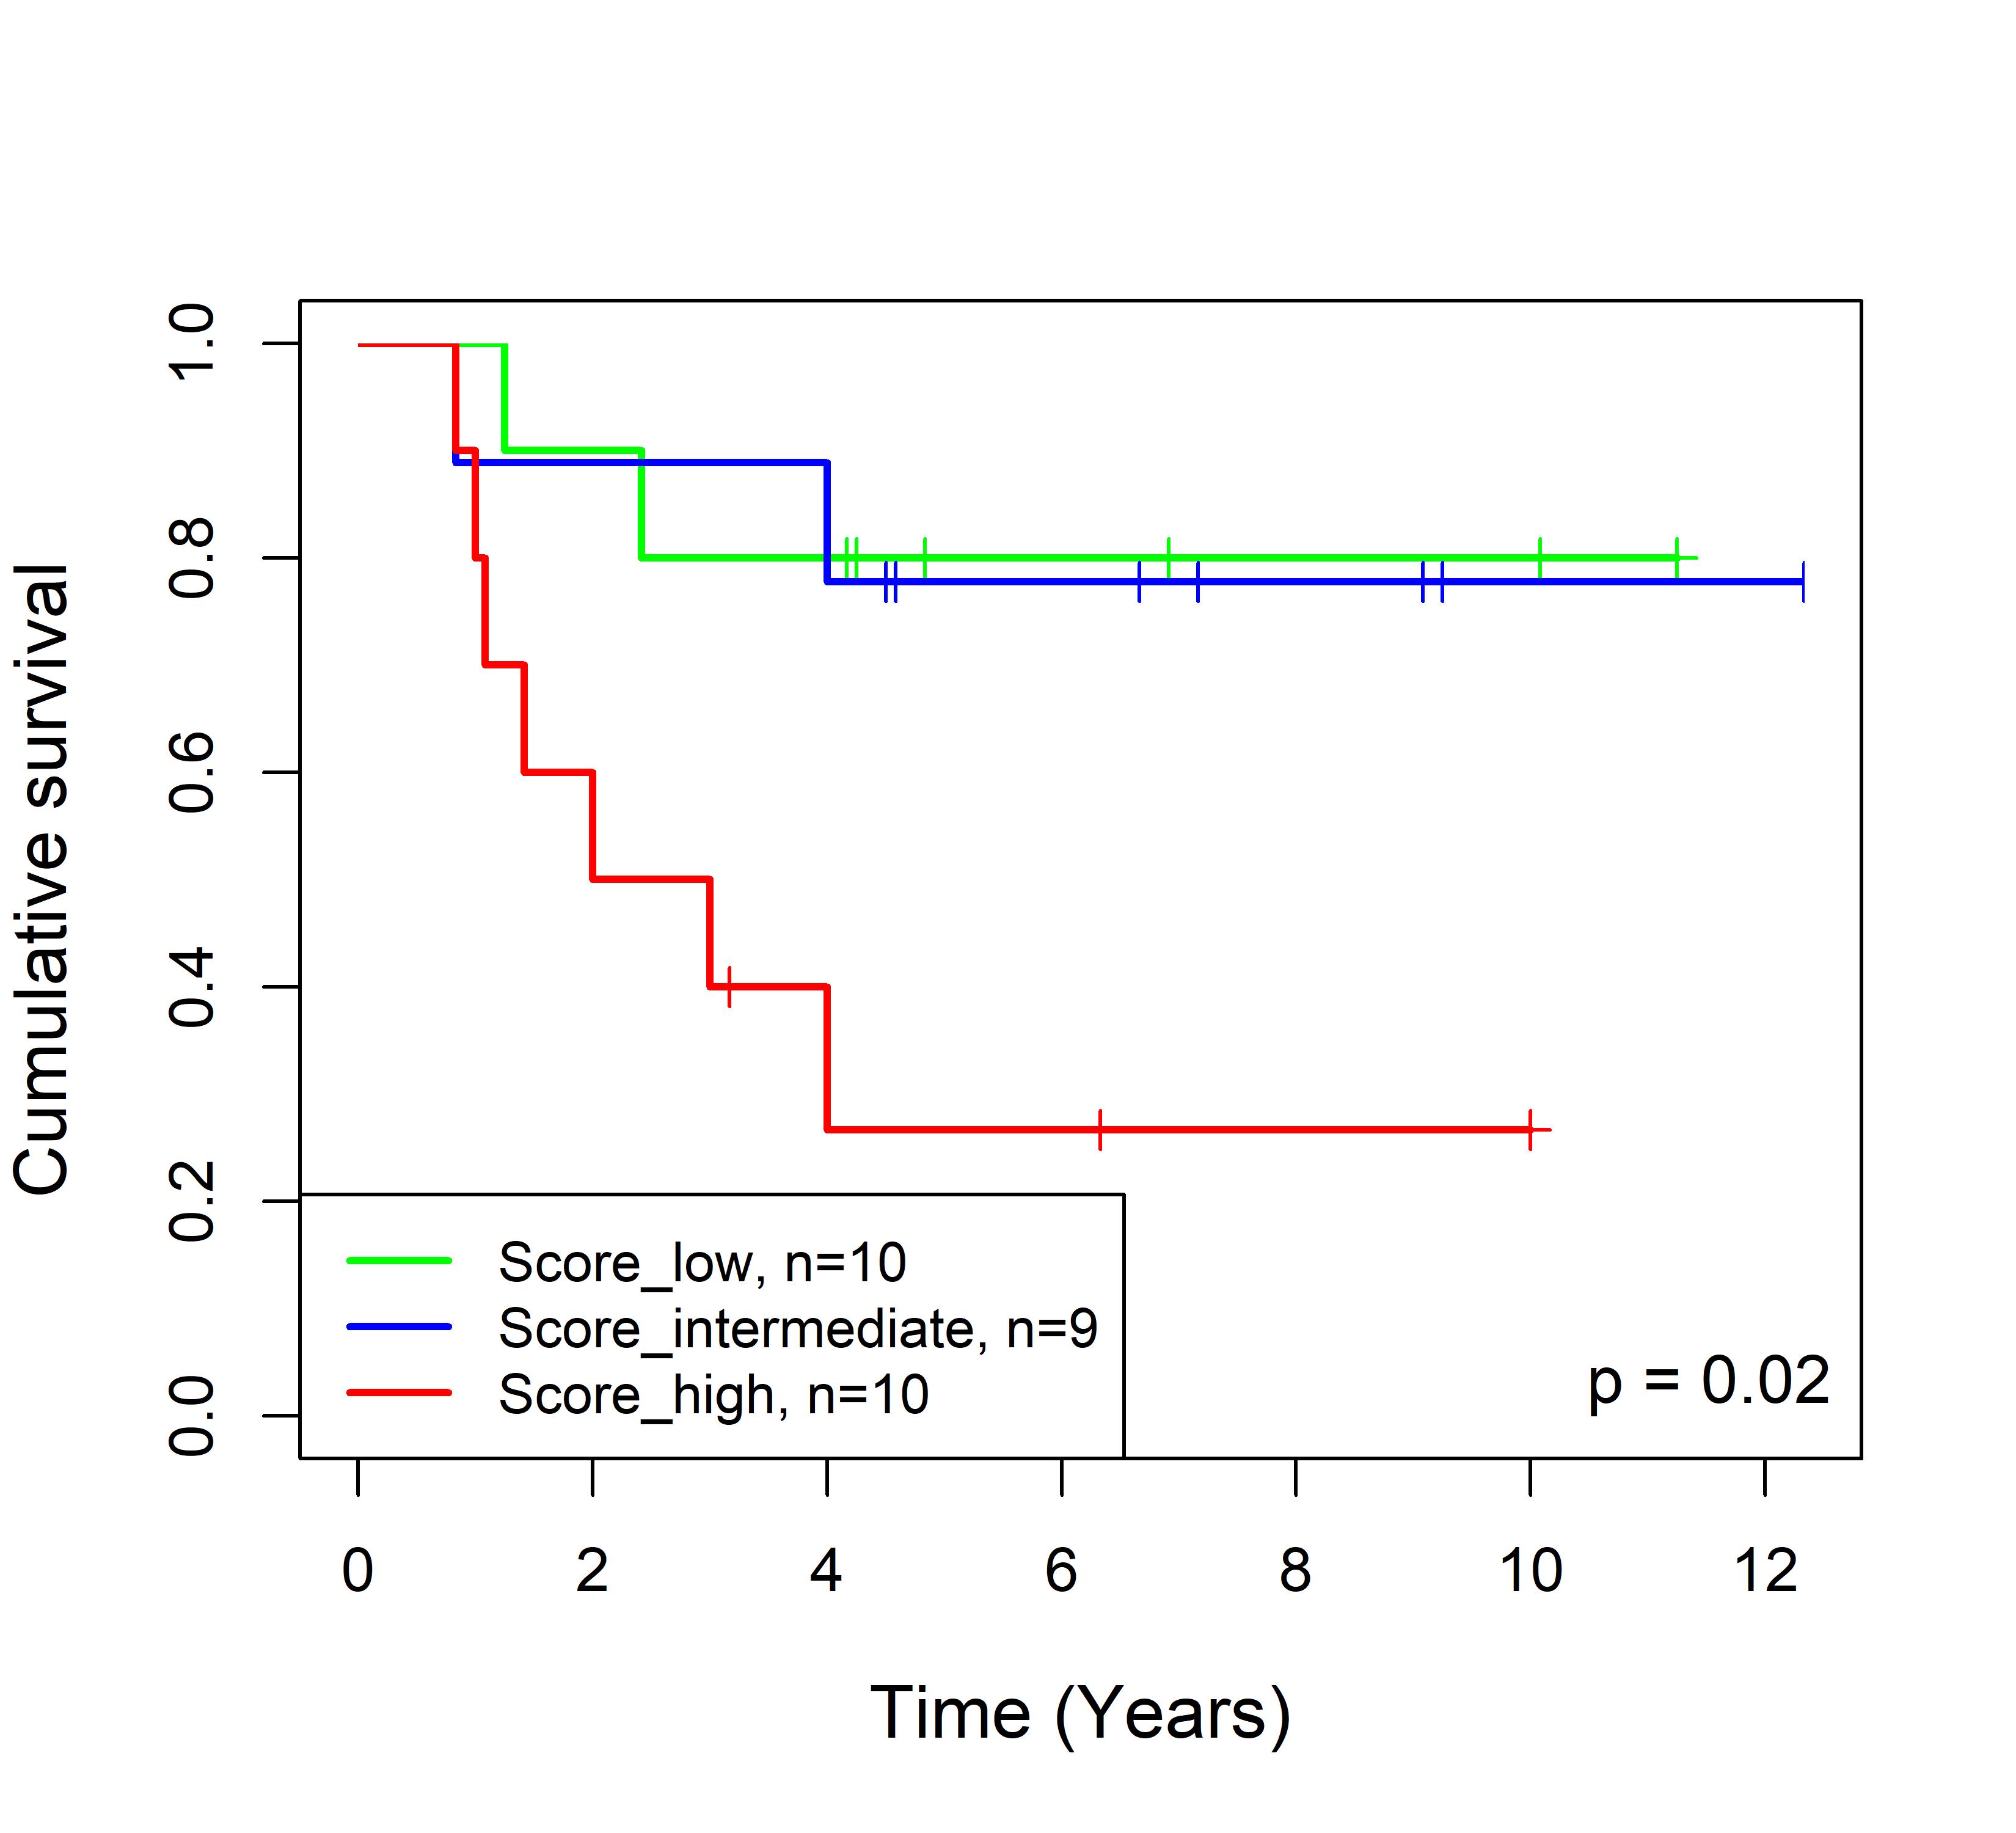 Cumulative survival
1.0
0.8
0.6
0.4
0.2
0.0
Score_low, n=10
Score_intermediate, n=9
Score_high, n=10
p = 0.02
0 2 4 6 8 10 12
Time (Years)